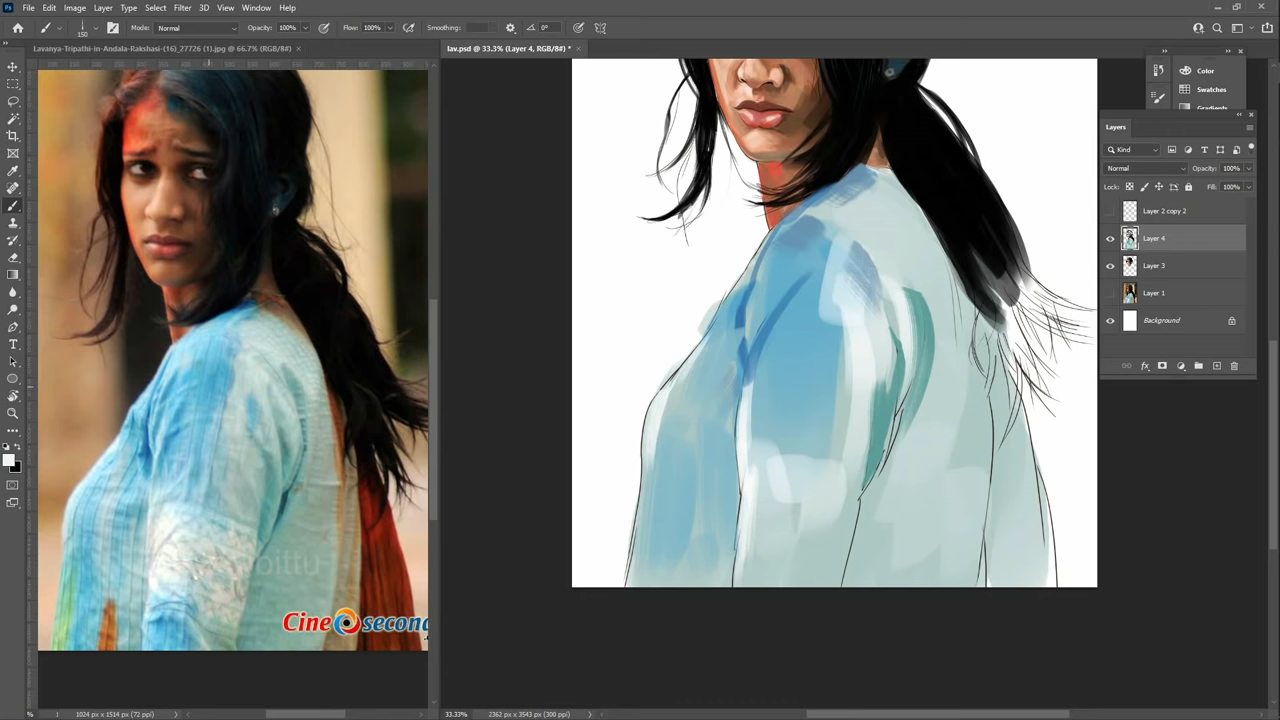 File Edit Image Layer Type Select Filter 3D View Window Help
150 Mode: Normal Opacity: 100% Flow: 100% Smoothing: 0°
Lavanya-Tripathi-in-Andala-Rakshasi-(16)_27726 (1).jpg @ 66.7% (RGB/8#) ×
lav.psd @ 33.3% (Layer 4, RGB/8#) * ×
Color
Swatches
Gradients
Layers
Kind
Normal Opacity: 100%
Lock: Fill: 100%
Layer 2 copy 2
Layer 4
Layer 3
Layer 1
Background
fx
bittu
Cine second
% 1024 px x 1514 px (72 ppi)
33.33% 2362 px x 3543 px (300 ppi)